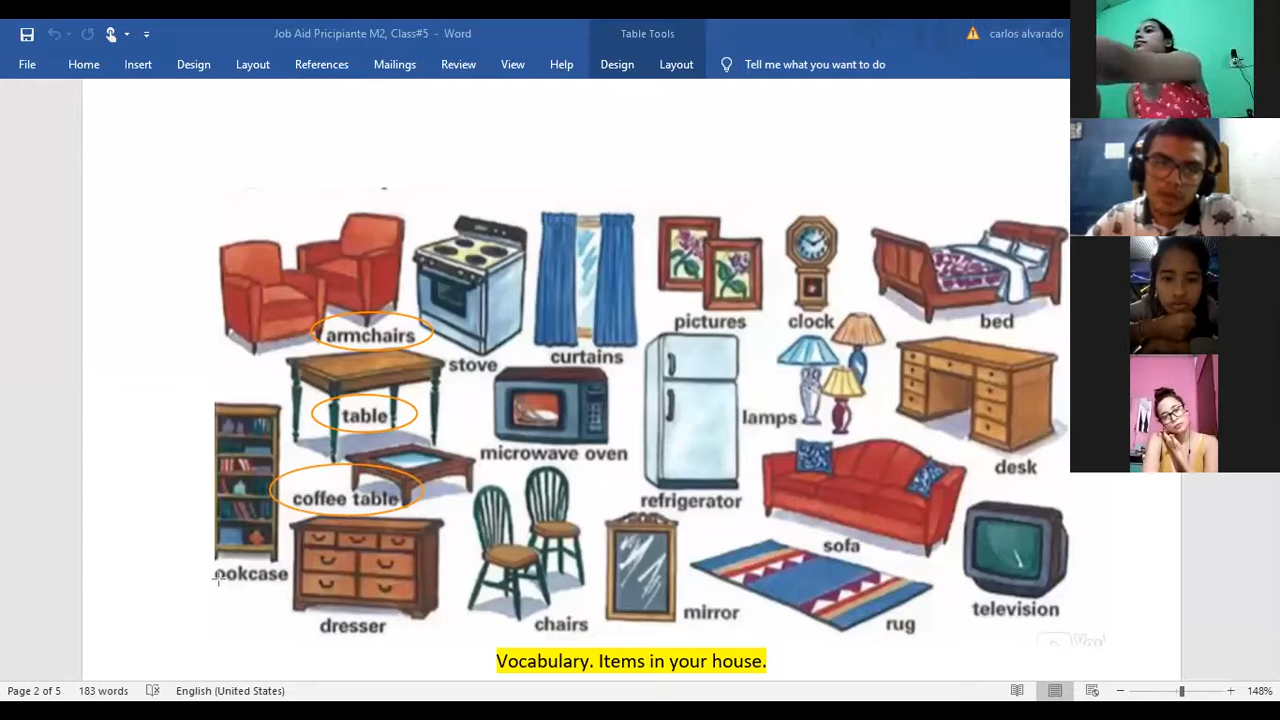 Job Aid Pricipiante M2, Class#5 - Word
Table Tools
carlos alvarado
File Home Insert Design Layout References Mailings Review View Help Design Layout Tell me what you want to do
armchairs
stove
curtains
pictures
clock
bed
table
microwave oven
refrigerator
lamps
desk
coffee table
sofa
ookcase
dresser
chairs
mirror
rug
television
Vocabulary. Items in your house.
Page 2 of 5 183 words English (United States) 148%